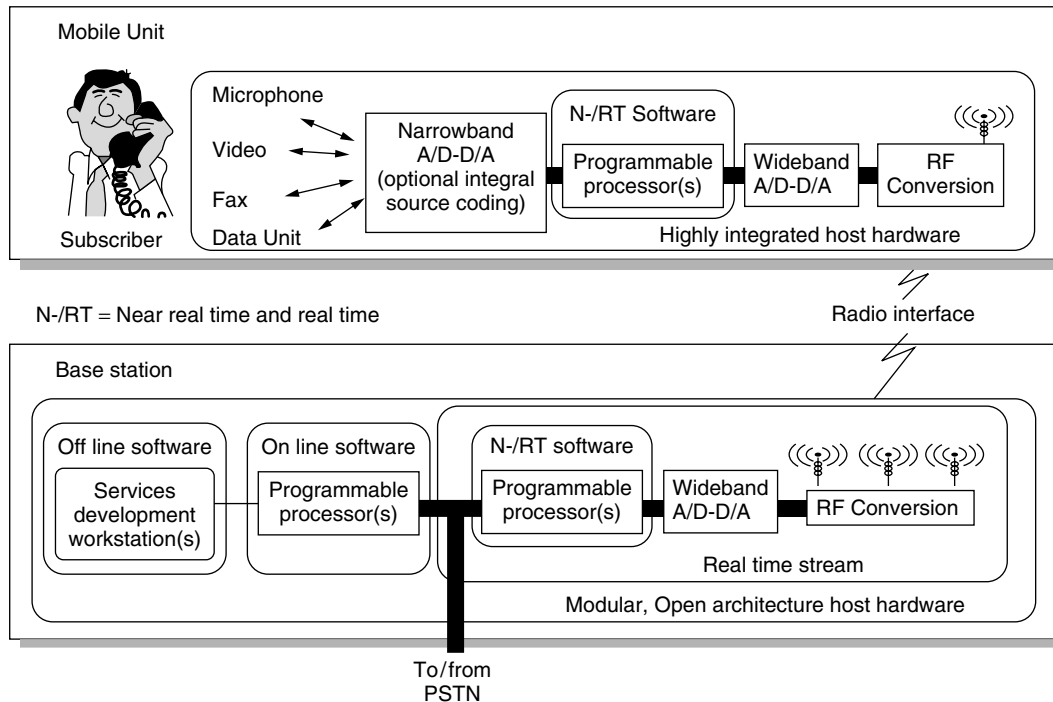 Mobile Unit
Microphone
Video
Fax
Data Unit
Subscriber
Narrowband
A/D-D/A
(optional integral
source coding)
N-/RT Software
Programmable
processor(s)
Wideband
A/D-D/A
RF
Conversion
Highly integrated host hardware
N-/RT = Near real time and real time
Radio interface
Base station
Off line software
Services
development
workstation(s)
On line software
Programmable
processor(s)
N-/RT software
Programmable
processor(s)
Wideband
A/D-D/A
RF Conversion
Real time stream
Modular, Open architecture host hardware
To/from
PSTN